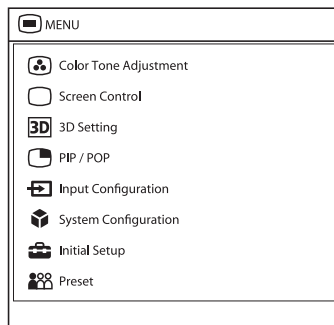 MENU
Color Tone Adjustment
Screen Control
3D 3D Setting
PIP / POP
Input Configuration
System Configuration
Initial Setup
Preset